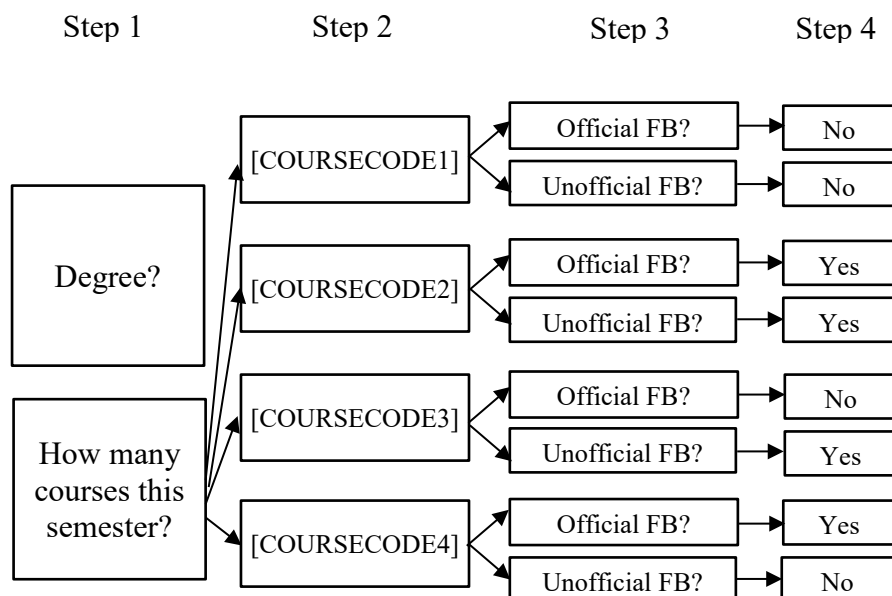 Step 1 Step 2 Step 3 Step 4
[COURSECODE1]
Official FB? No
Unofficial FB? No
Degree?
[COURSECODE2]
Official FB? Yes
Unofficial FB? Yes
How many
courses this
semester?
[COURSECODE3]
Official FB? No
Unofficial FB? Yes
[COURSECODE4]
Official FB? Yes
Unofficial FB? No